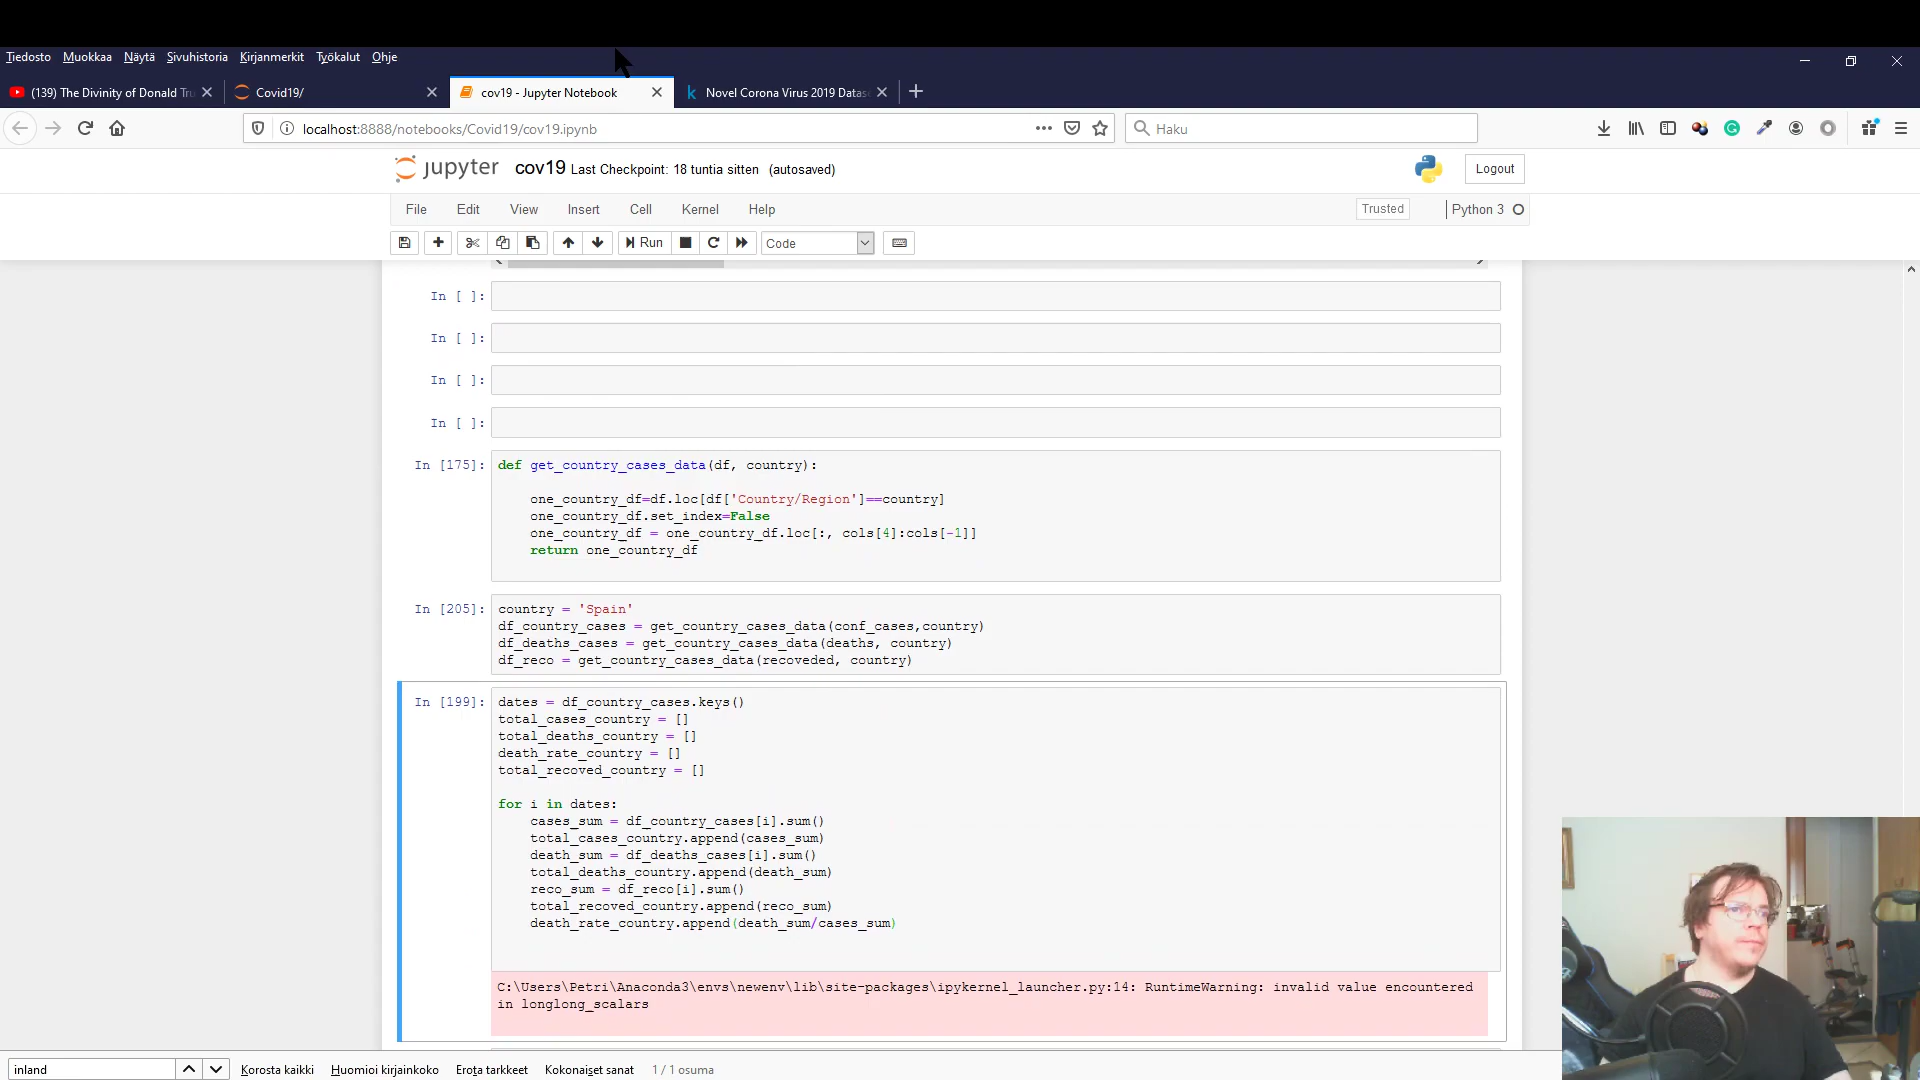 Tiedosto Muokkaa Näytä Sivuhistoria Kirjanmerkit Työkalut Ohje
(139) The Divinity of Donald Tru
Covid19/
cov19 - Jupyter Notebook
Novel Corona Virus 2019 Datas
localhost:8888/notebooks/Covid19/cov19.ipynb
Haku
jupyter cov19 Last Checkpoint: 18 tuntia sitten (autosaved)
Logout
File Edit View Insert Cell Kernel Help
Trusted
Python 3
Run
Code
In [ ]:
In [ ]:
In [ ]:
In [ ]:
In [175]: def get_country_cases_data(df, country):
one_country_df=df.loc[df['Country/Region']==country]
one_country_df.set_index=False
one_country_df = one_country_df.loc[:, cols[4]:cols[-1]]
return one_country_df
In [205]: country = 'Spain'
df_country_cases = get_country_cases_data(conf_cases,country)
df_deaths_cases = get_country_cases_data(deaths, country)
df_reco = get_country_cases_data(recoveded, country)
In [199]: dates = df_country_cases.keys()
total_cases_country = []
total_deaths_country = []
death_rate_country = []
total_recoved_country = []
for i in dates:
cases_sum = df_country_cases[i].sum()
total_cases_country.append(cases_sum)
death_sum = df_deaths_cases[i].sum()
total_deaths_country.append(death_sum)
reco_sum = df_reco[i].sum()
total_recoved_country.append(reco_sum)
death_rate_country.append(death_sum/cases_sum)
C:\Users\Petri\Anaconda3\envs\newenv\lib\site-packages\ipykernel_launcher.py:14: RuntimeWarning: invalid value encountered
in longlong_scalars
inland
Korosta kaikki Huomioi kirjainkoko Erota tarkkeet Kokonaiset sanat 1 / 1 osuma